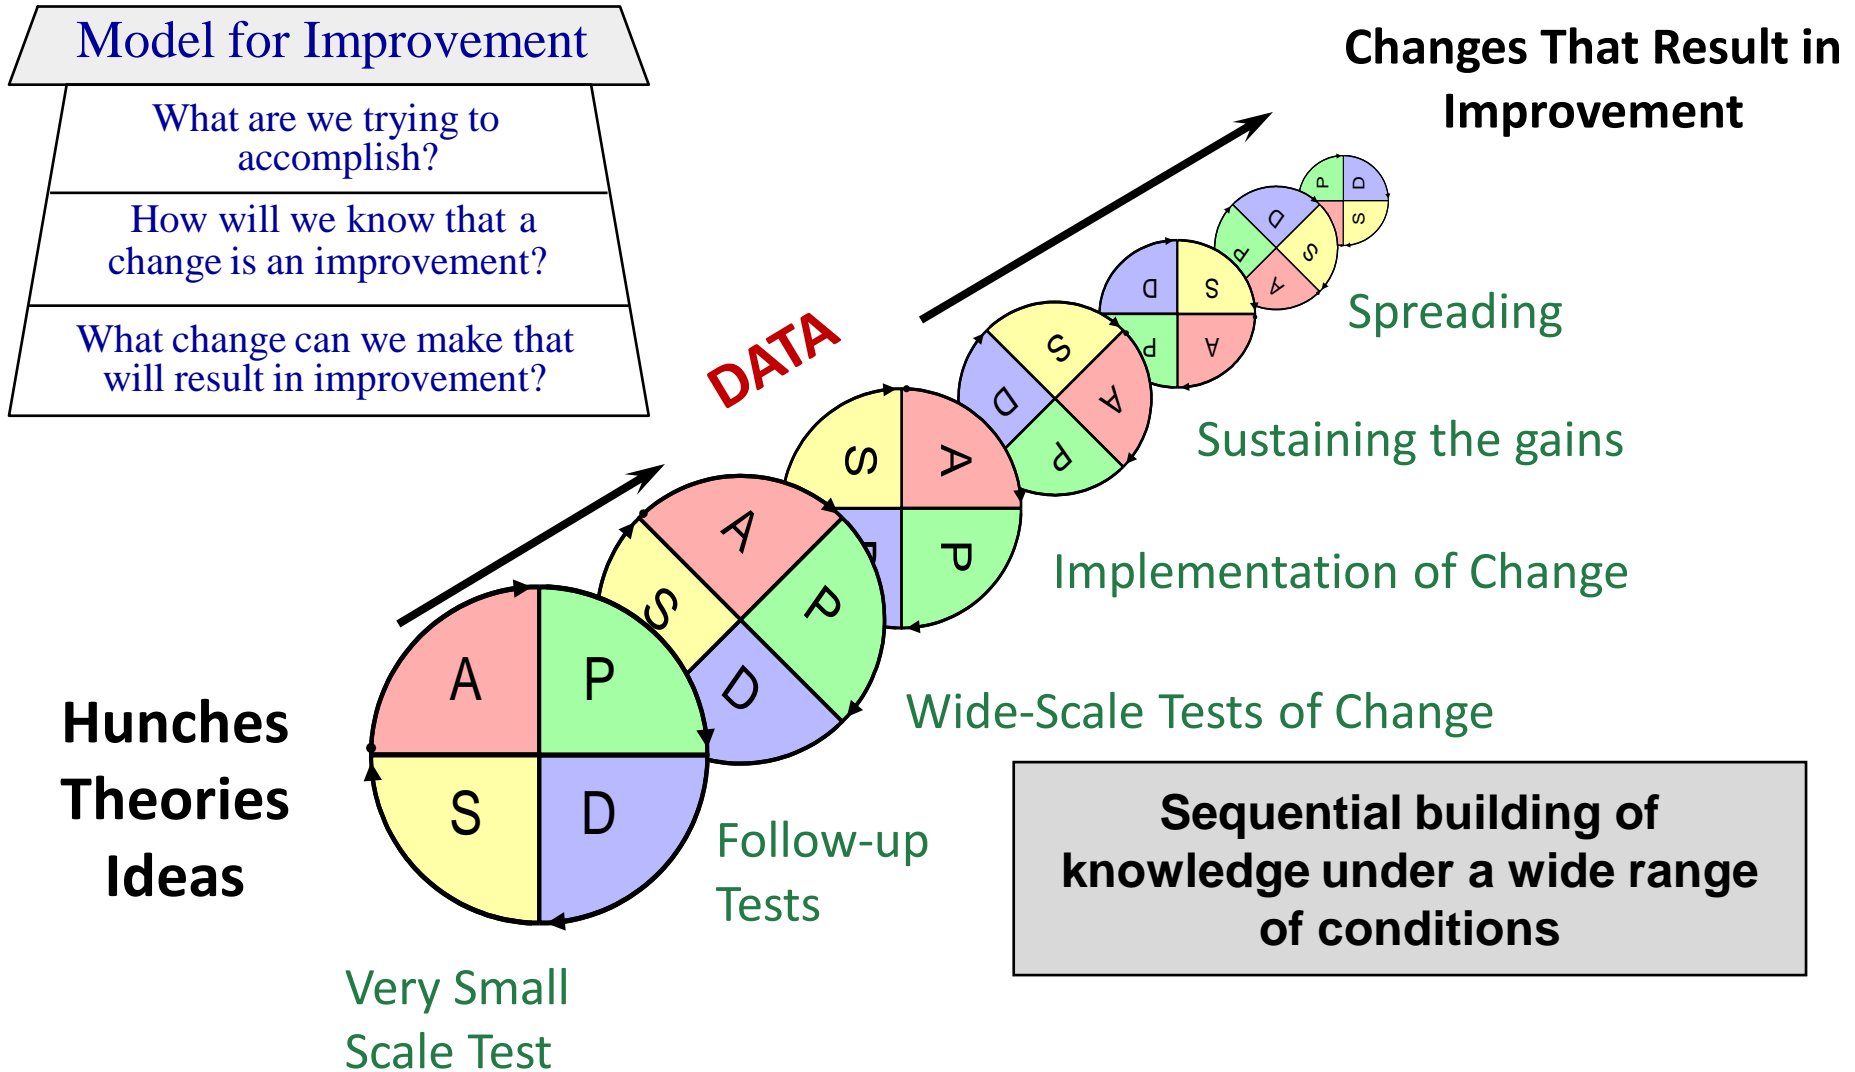 Model for Improvement
What are we trying to
accomplish?
How will we know that a
change is an improvement?
What change can we make that
will result in improvement?
Changes That Result in
Improvement
DATA
Hunches
Theories
Ideas
A P
S D
A
S P
D
S A
P
S
D A
P
D S
P A
D
P S
A
P D
S
Spreading
Sustaining the gains
Implementation of Change
Wide-Scale Tests of Change
Follow-up
Tests
Very Small
Scale Test
Sequential building of
knowledge under a wide range
of conditions